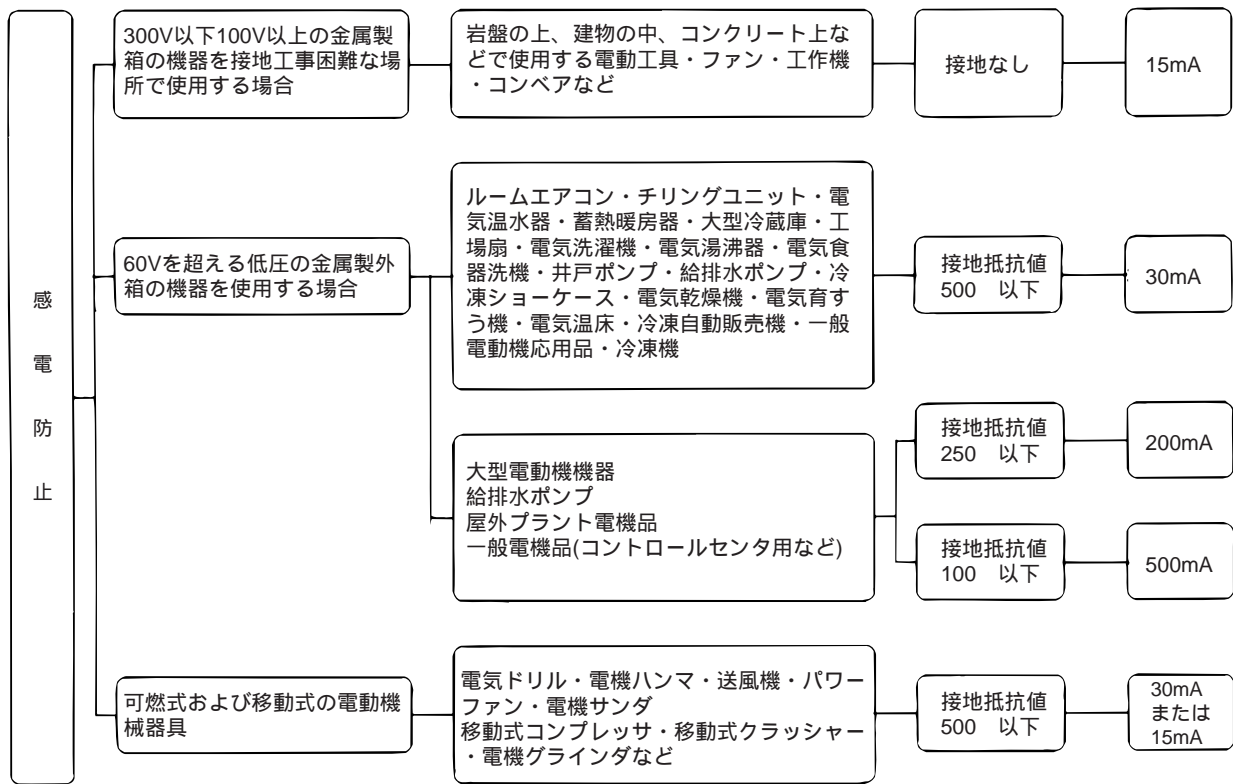 感電防止
300V以下100V以上の金属製
箱の機器を接地工事困難な場
所で使用する場合
岩盤の上、建物の中、コンクリート上な
どで使用する電動工具・ファン・工作機
・コンベアなど
接地なし
15mA
60Vを超える低圧の金属製外
箱の機器を使用する場合
ルームエアコン・チリングユニット・電
気温水器・蓄熱暖房器・大型冷蔵庫・工
場扇・電気洗濯機・電気湯沸器・電気食
器洗機・井戸ポンプ・給排水ポンプ・冷
凍ショーケース・電気乾燥機・電気育す
う機・電気温床・冷凍自動販売機・一般
電動機応用品・冷凍機
接地抵抗値
500　以下
30mA
大型電動機機器
給排水ポンプ
屋外プラント電機品
一般電機品(コントロールセンタ用など)
接地抵抗値
250　以下
200mA
接地抵抗値
100　以下
500mA
可燃式および移動式の電動機
械器具
電気ドリル・電機ハンマ・送風機・パワー
ファン・電機サンダ
移動式コンプレッサ・移動式クラッシャー
・電機グラインダなど
接地抵抗値
500　以下
30mA
または
15mA